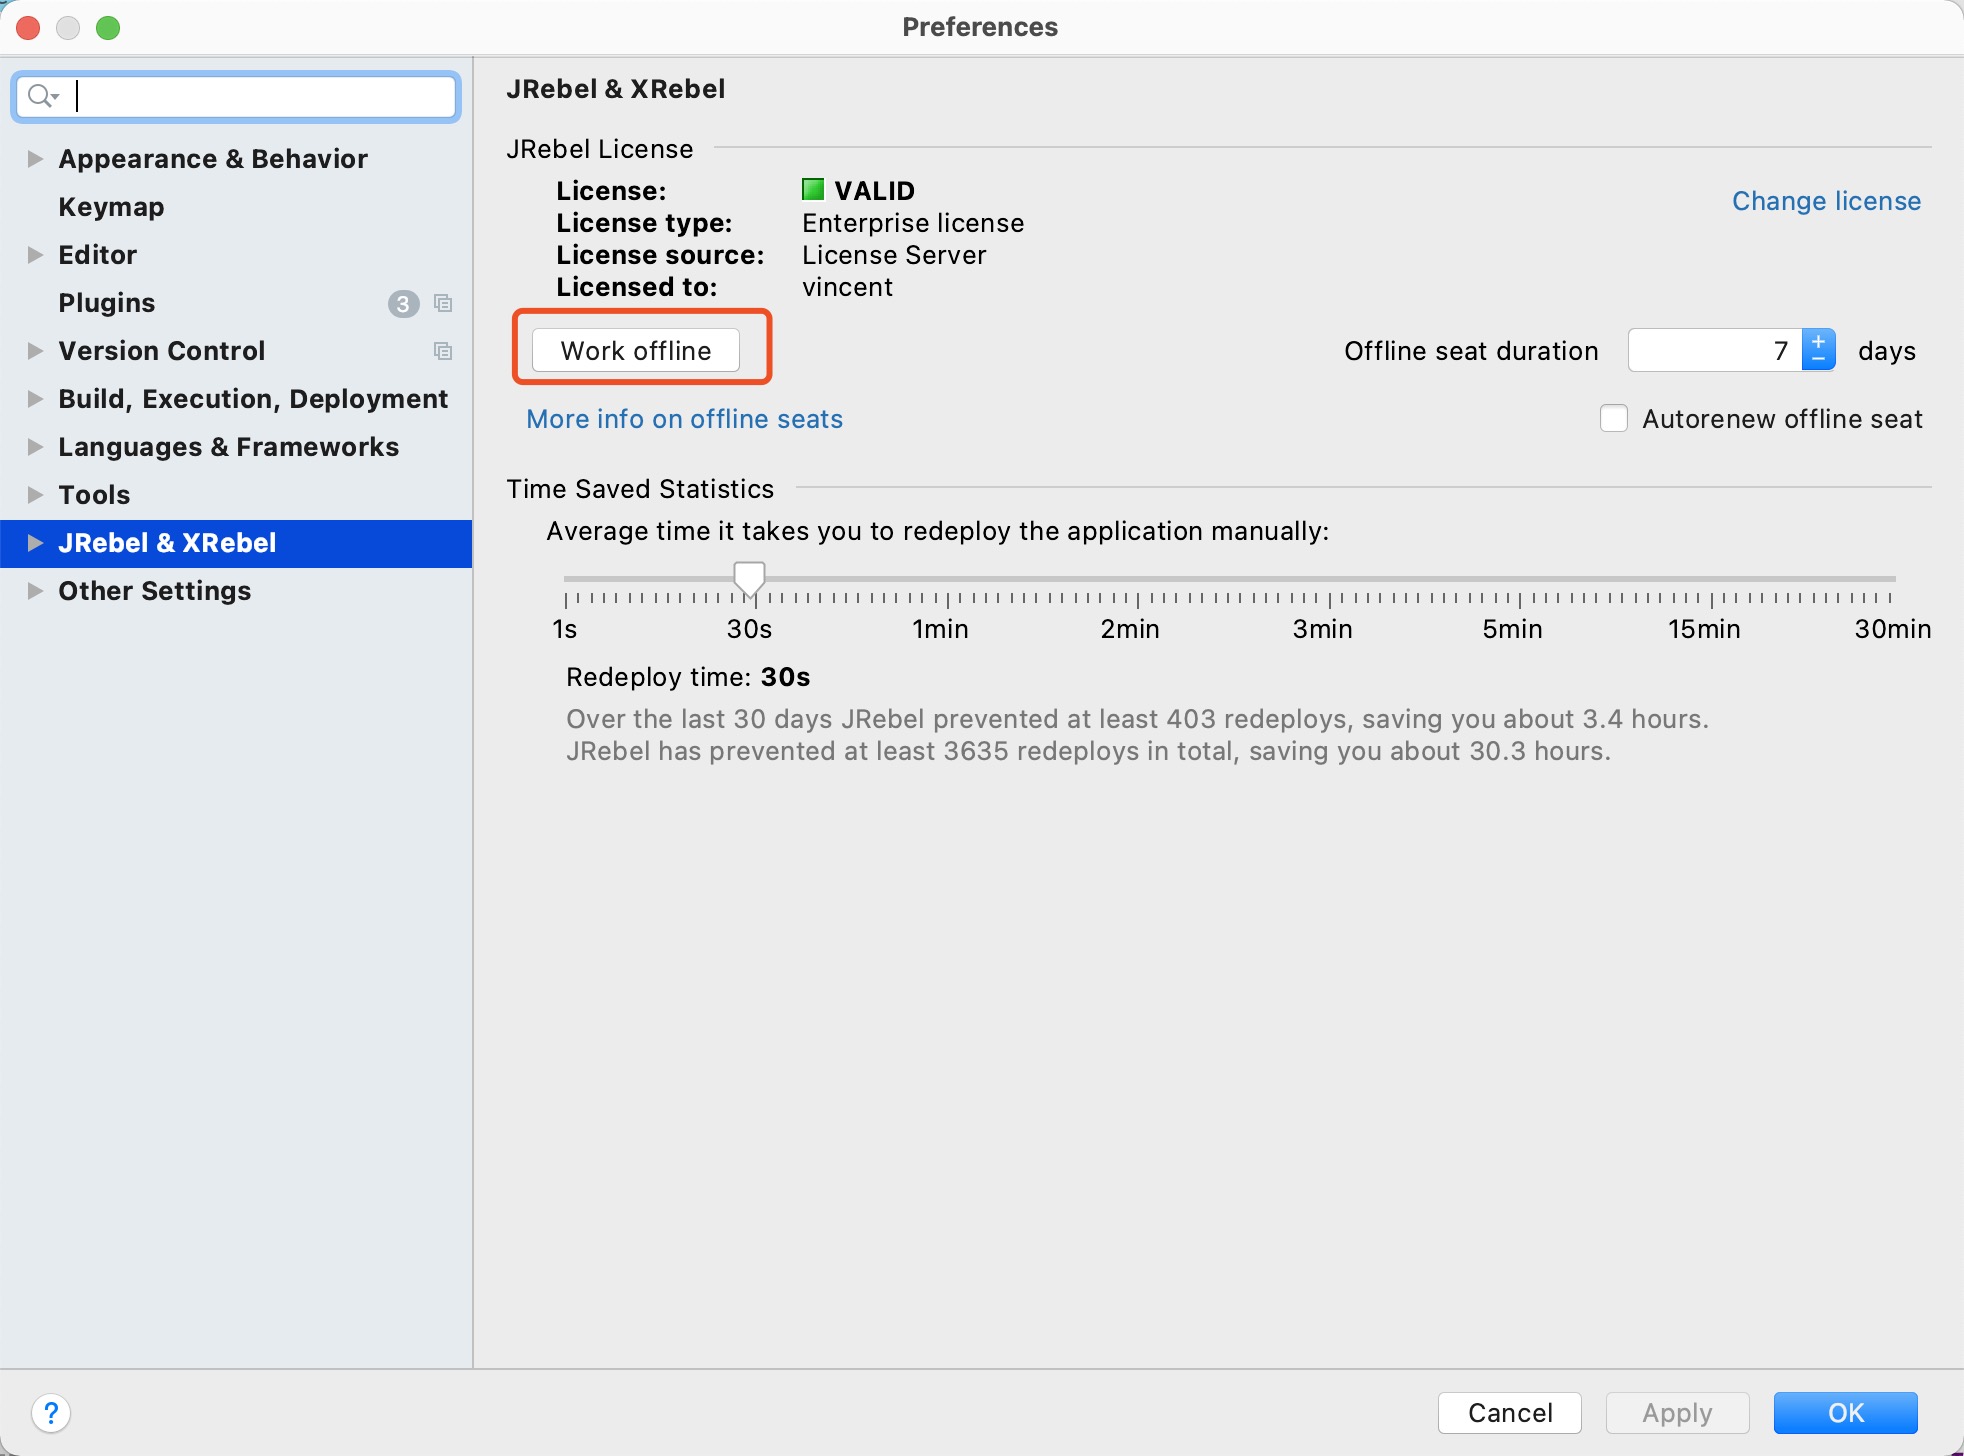 Preferences
Appearance & Behavior
Keymap
Editor
Plugins 3
Version Control
Build, Execution, Deployment
Languages & Frameworks
Tools
JRebel & XRebel
Other Settings
JRebel & XRebel
JRebel License
License: VALID
Change license
License type: Enterprise license
License source: License Server
Licensed to: vincent
Work offline
Offline seat duration 7 days
More info on offline seats
Autorenew offline seat
Time Saved Statistics
Average time it takes you to redeploy the application manually:
1s 30s 1min 2min 3min 5min 15min 30min
Redeploy time: 30s
Over the last 30 days JRebel prevented at least 403 redeploys, saving you about 3.4 hours.
JRebel has prevented at least 3635 redeploys in total, saving you about 30.3 hours.
? Cancel Apply OK